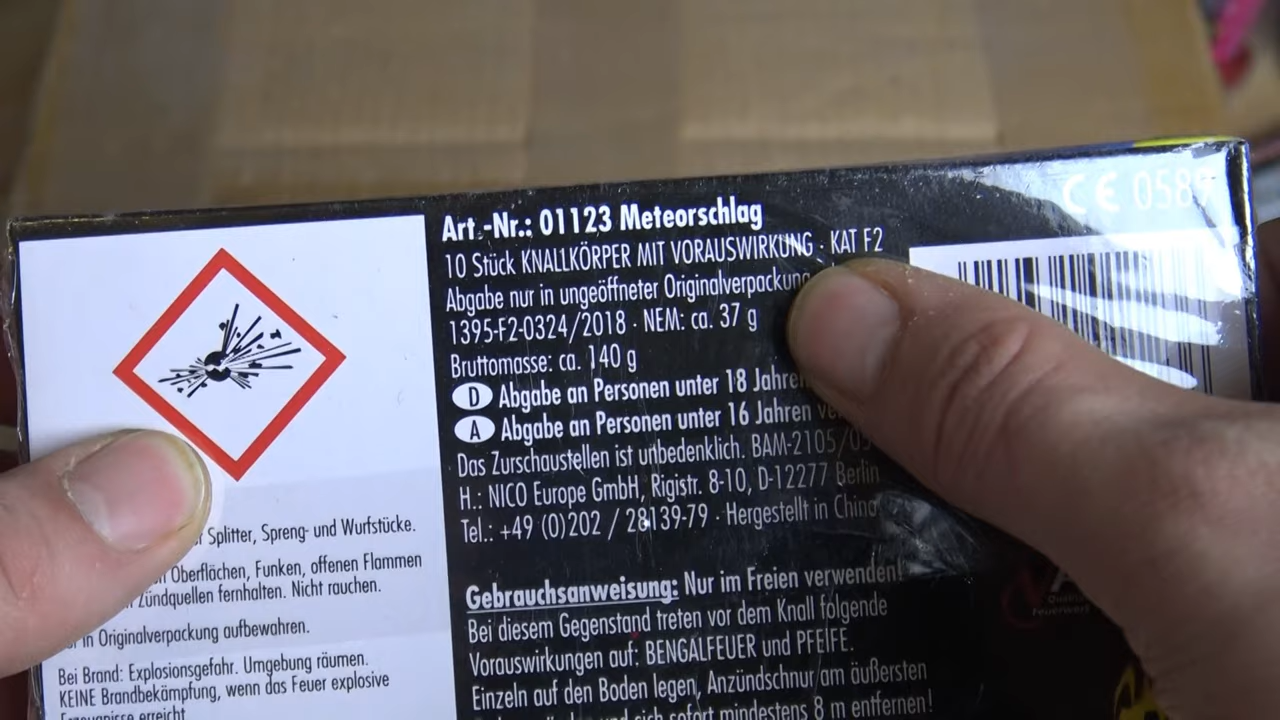 CE 0589
Art.-Nr.: 01123 Meteorschlag
10 Stück KNALLKÖRPER MIT VORAUSWIRKUNG · KAT F2
Abgabe nur in ungeöffneter Originalverpackung
1395-F2-0324/2018 · NEM: ca. 37 g
Bruttomasse: ca. 140 g
D Abgabe an Personen unter 18 Jahren
A Abgabe an Personen unter 16 Jahren
Das Zurschaustellen ist unbedenklich. BAM-2105/
H.: NICO Europe GmbH, Rigistr. 8-10, D-12277 Berlin
Tel.: +49 (0)202 / 28139-79 · Hergestellt in China
Gebrauchsanweisung: Nur im Freien verwenden!
Bei diesem Gegenstand treten vor dem Knall folgende
Vorauswirkungen auf: BENGALFEUER und PFEIFE.
Einzeln auf den Boden legen, Anzündschnur am äußersten
und sich sofort mindestens 8 m entfernen!
Splitter, Spreng- und Wurfstücke.
Oberflächen, Funken, offenen Flammen
Zündquellen fernhalten. Nicht rauchen.
in Originalverpackung aufbewahren.
Bei Brand: Explosionsgefahr. Umgebung räumen.
KEINE Brandbekämpfung, wenn das Feuer explosive
Erzeugnisse erreicht